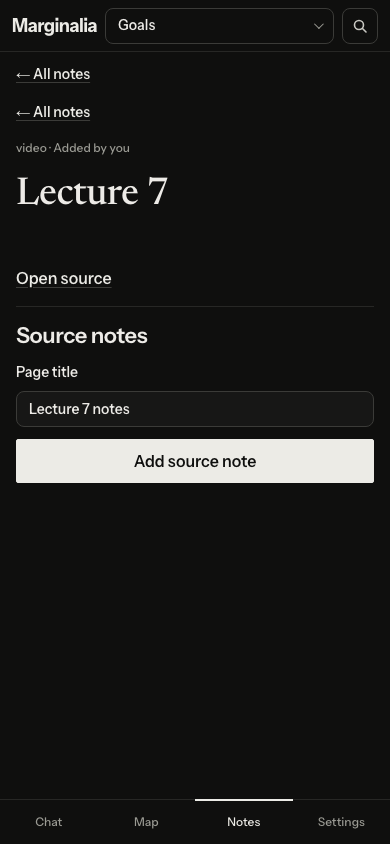 Marginalia
Goals
← All notes
← All notes
video · Added by you
Lecture 7
Open source
Source notes
Page title
Lecture 7 notes
Add source note
Chat
Map
Notes
Settings